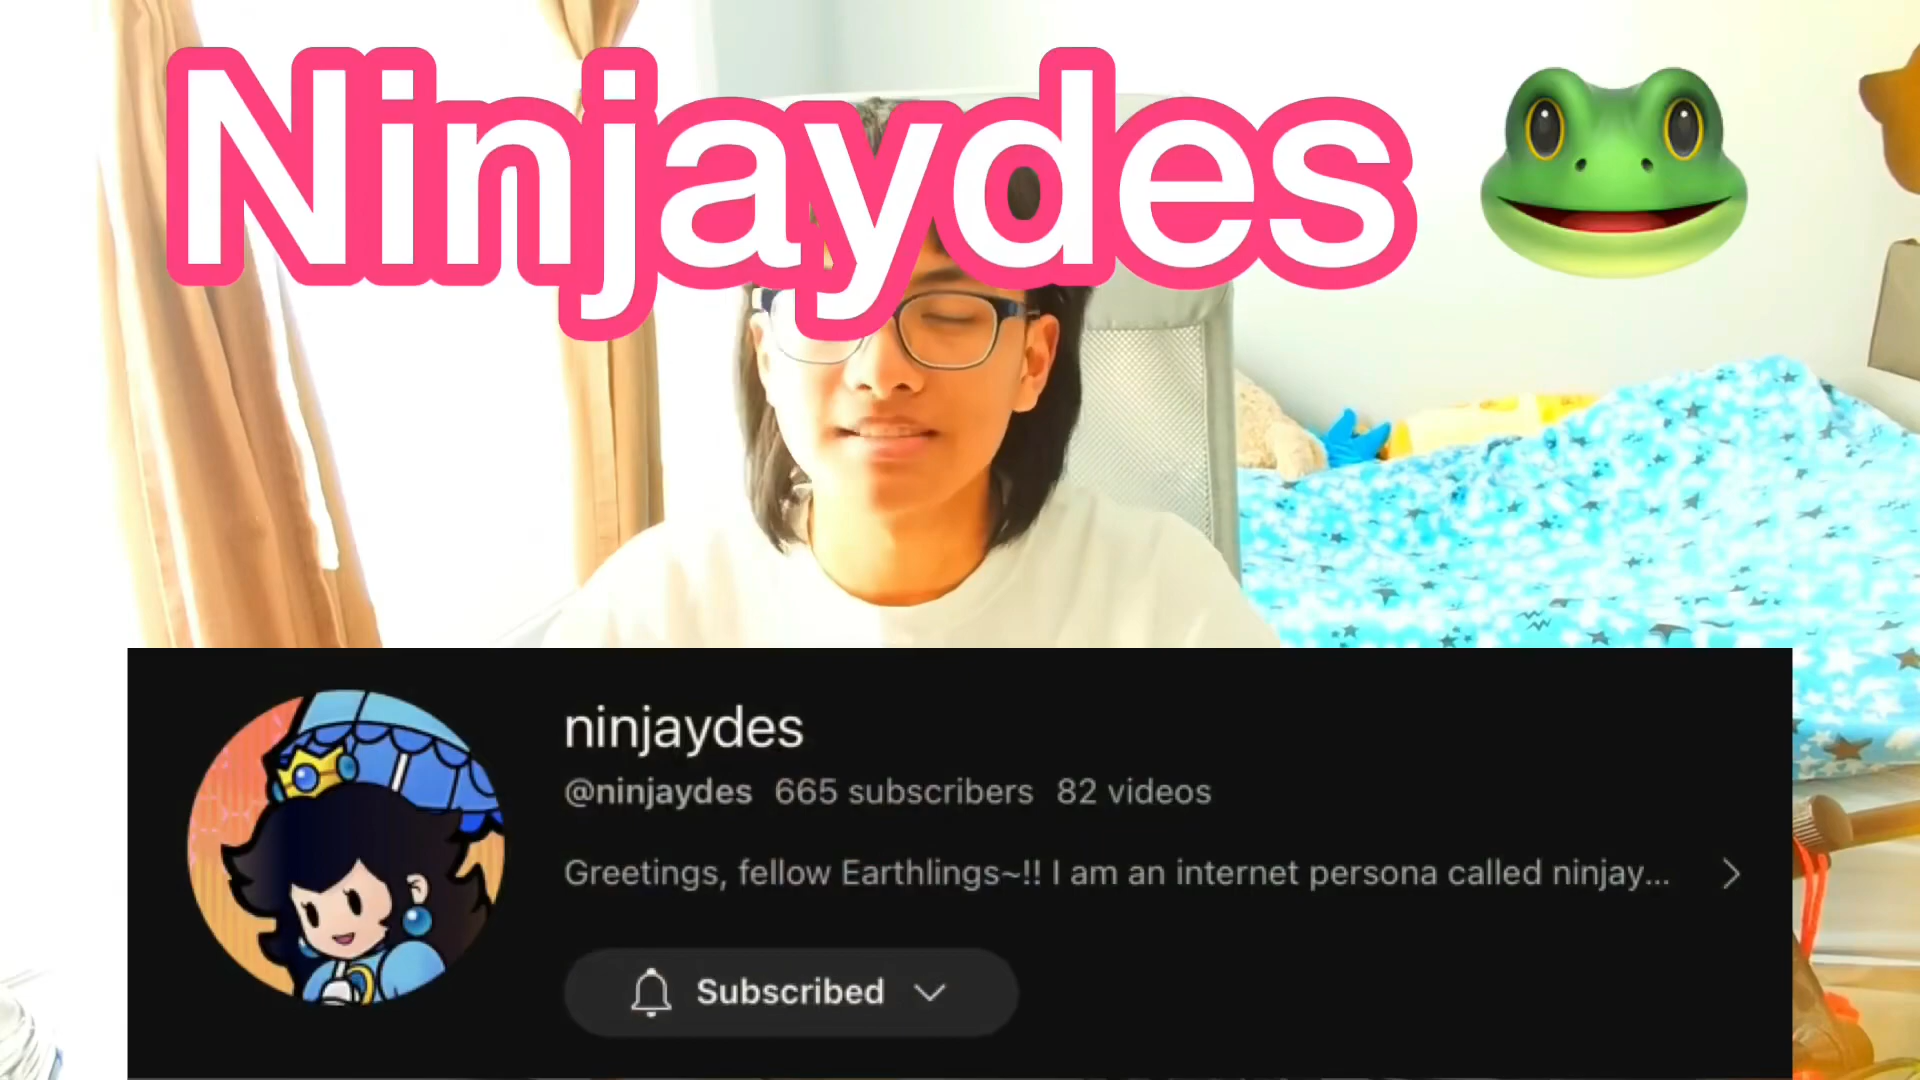 Ninjaydes 🐸
ninjaydes
@ninjaydes 665 subscribers 82 videos
Greetings, fellow Earthlings~!! I am an internet persona called ninjay...
Subscribed